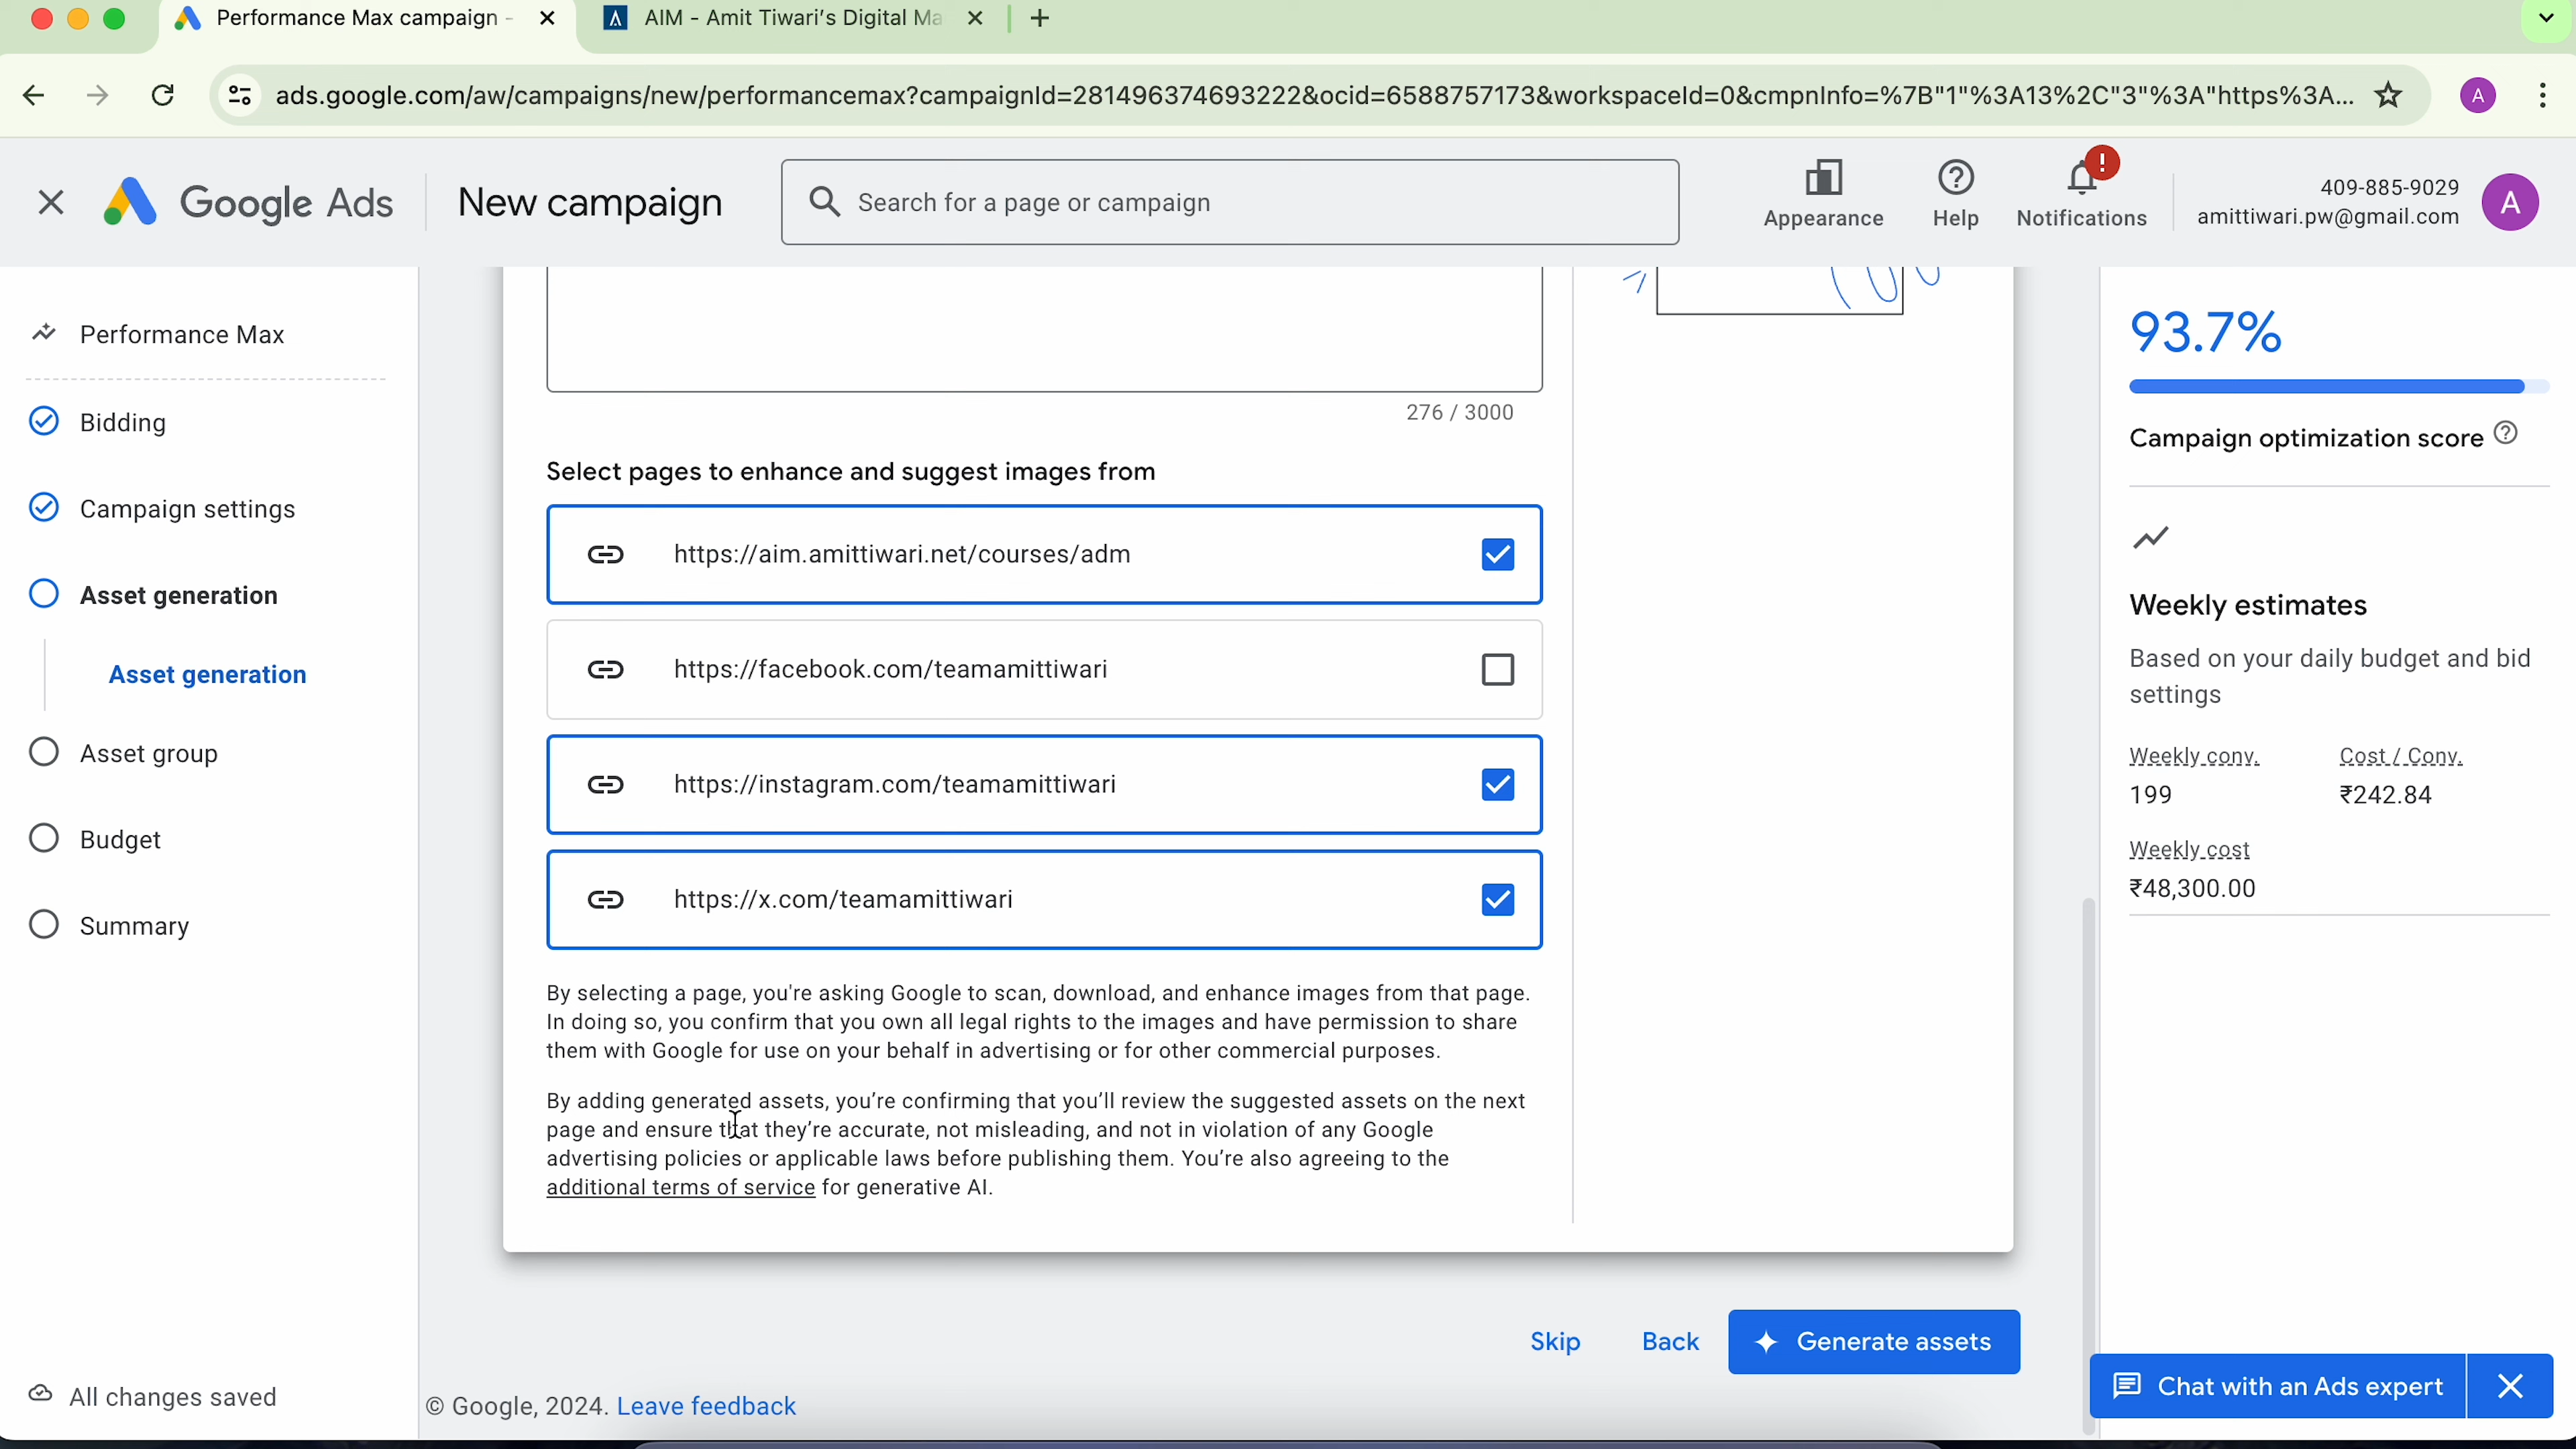 Performance Max campaign -
AIM - Amit Tiwari's Digital Ma
ads.google.com/aw/campaigns/new/performancemax?campaignId=281496374693222&ocid=6588757173&workspaceId=0&cmpnInfo=%7B"1"%3A13%2C"3"%3A"https%3A...
A
Google Ads
New campaign
Search for a page or campaign
Appearance
Help
Notifications
409-885-9029
amittiwari.pw@gmail.com
A
Performance Max
Bidding
Campaign settings
Asset generation
Asset generation
Asset group
Budget
Summary
All changes saved
276 / 3000
Select pages to enhance and suggest images from
https://aim.amittiwari.net/courses/adm
https://facebook.com/teamamittiwari
https://instagram.com/teamamittiwari
https://x.com/teamamittiwari
By selecting a page, you're asking Google to scan, download, and enhance images from that page.
In doing so, you confirm that you own all legal rights to the images and have permission to share
them with Google for use on your behalf in advertising or for other commercial purposes.
By adding generated assets, you're confirming that you'll review the suggested assets on the next
page and ensure that they're accurate, not misleading, and not in violation of any Google
advertising policies or applicable laws before publishing them. You're also agreeing to the
additional terms of service for generative AI.
Skip
Back
Generate assets
© Google, 2024. Leave feedback
93.7%
Campaign optimization score
Weekly estimates
Based on your daily budget and bid
settings
Weekly conv.
Cost / Conv.
199
₹242.84
Weekly cost
₹48,300.00
Chat with an Ads expert